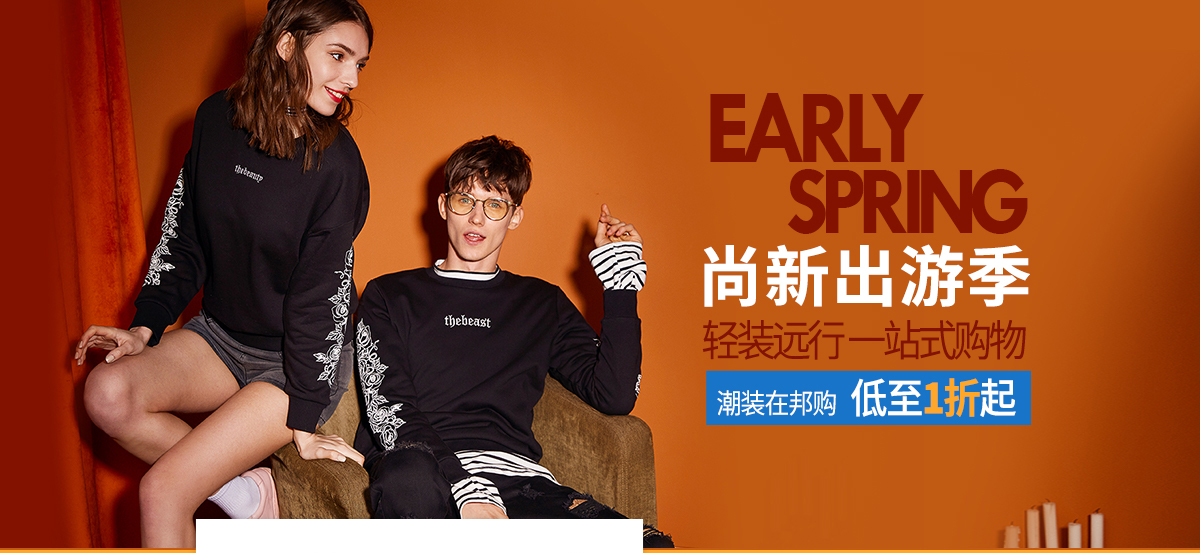 thebeauty
thebeast
EARLY
SPRING
尚新出游季
轻装远行 一站式购物
潮装在邦购 低至1折起